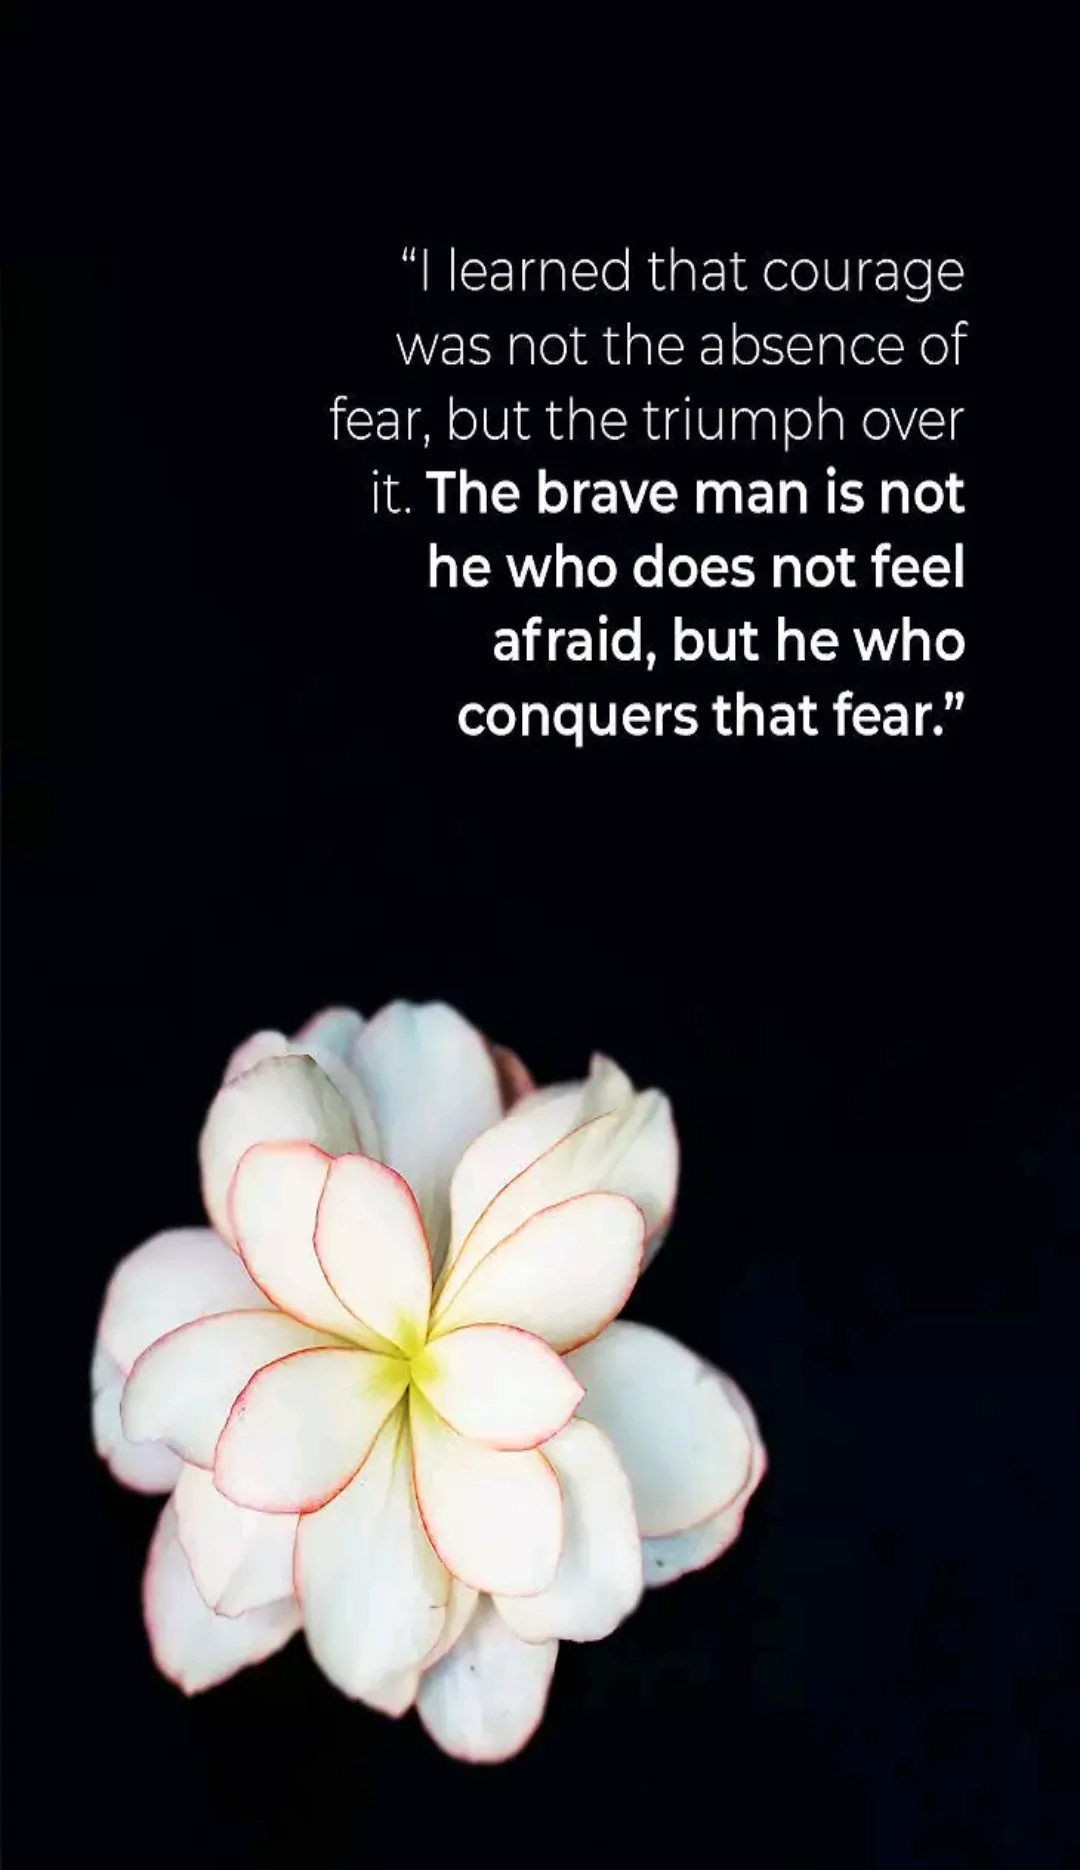 “I learned that courage
was not the absence of
fear, but the triumph over
it. The brave man is not
he who does not feel
afraid, but he who
conquers that fear.”